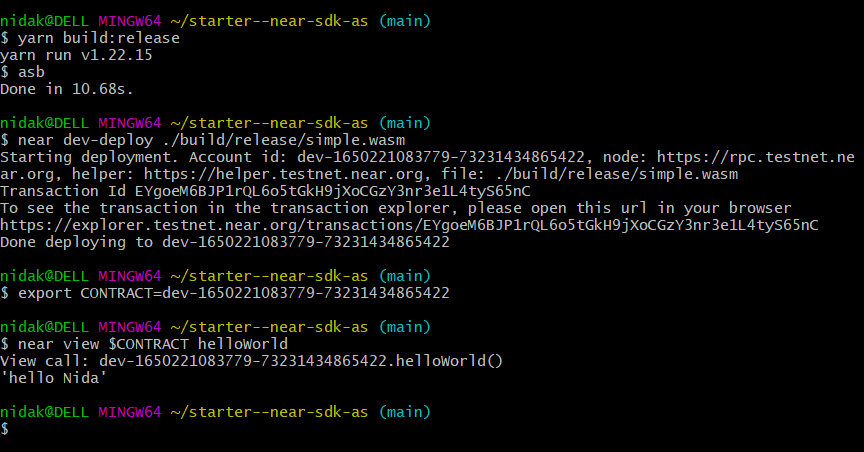 nidak@DELL MINGW64 ~/starter--near-sdk-as (main)
$ yarn build:release
yarn run v1.22.15
$ asb
Done in 10.68s.
nidak@DELL MINGW64 ~/starter--near-sdk-as (main)
$ near dev-deploy ./build/release/simple.wasm
Starting deployment. Account id: dev-1650221083779-73231434865422, node: https://rpc.testnet.ne
ar.org, helper: https://helper.testnet.near.org, file: ./build/release/simple.wasm
Transaction Id EYgoeM6BJP1rQL6o5tGkH9jXoCGzY3nr3e1L4tyS65nC
To see the transaction in the transaction explorer, please open this url in your browser
https://explorer.testnet.near.org/transactions/EYgoeM6BJP1rQL6o5tGkH9jXoCGzY3nr3e1L4tyS65nC
Done deploying to dev-1650221083779-73231434865422
nidak@DELL MINGW64 ~/starter--near-sdk-as (main)
$ export CONTRACT=dev-1650221083779-73231434865422
nidak@DELL MINGW64 ~/starter--near-sdk-as (main)
$ near view $CONTRACT helloWorld
View call: dev-1650221083779-73231434865422.helloWorld()
'hello Nida'
nidak@DELL MINGW64 ~/starter--near-sdk-as (main)
$